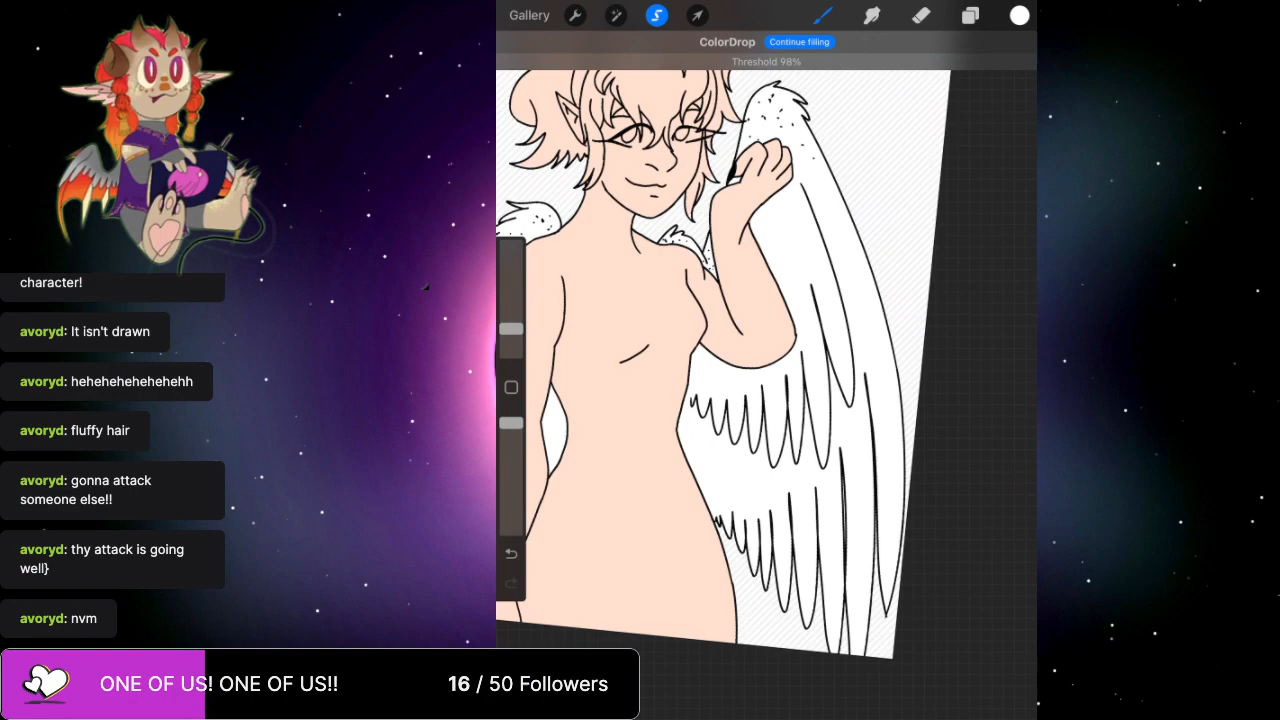 Gallery
ColorDrop Continue filling
Threshold 98%
character!
avoryd: It isn't drawn
avoryd: hehehehehehehehh
avoryd: fluffy hair
avoryd: gonna attack
someone else!!
avoryd: thy attack is going
well}
avoryd: nvm
ONE OF US! ONE OF US!! 16 / 50 Followers